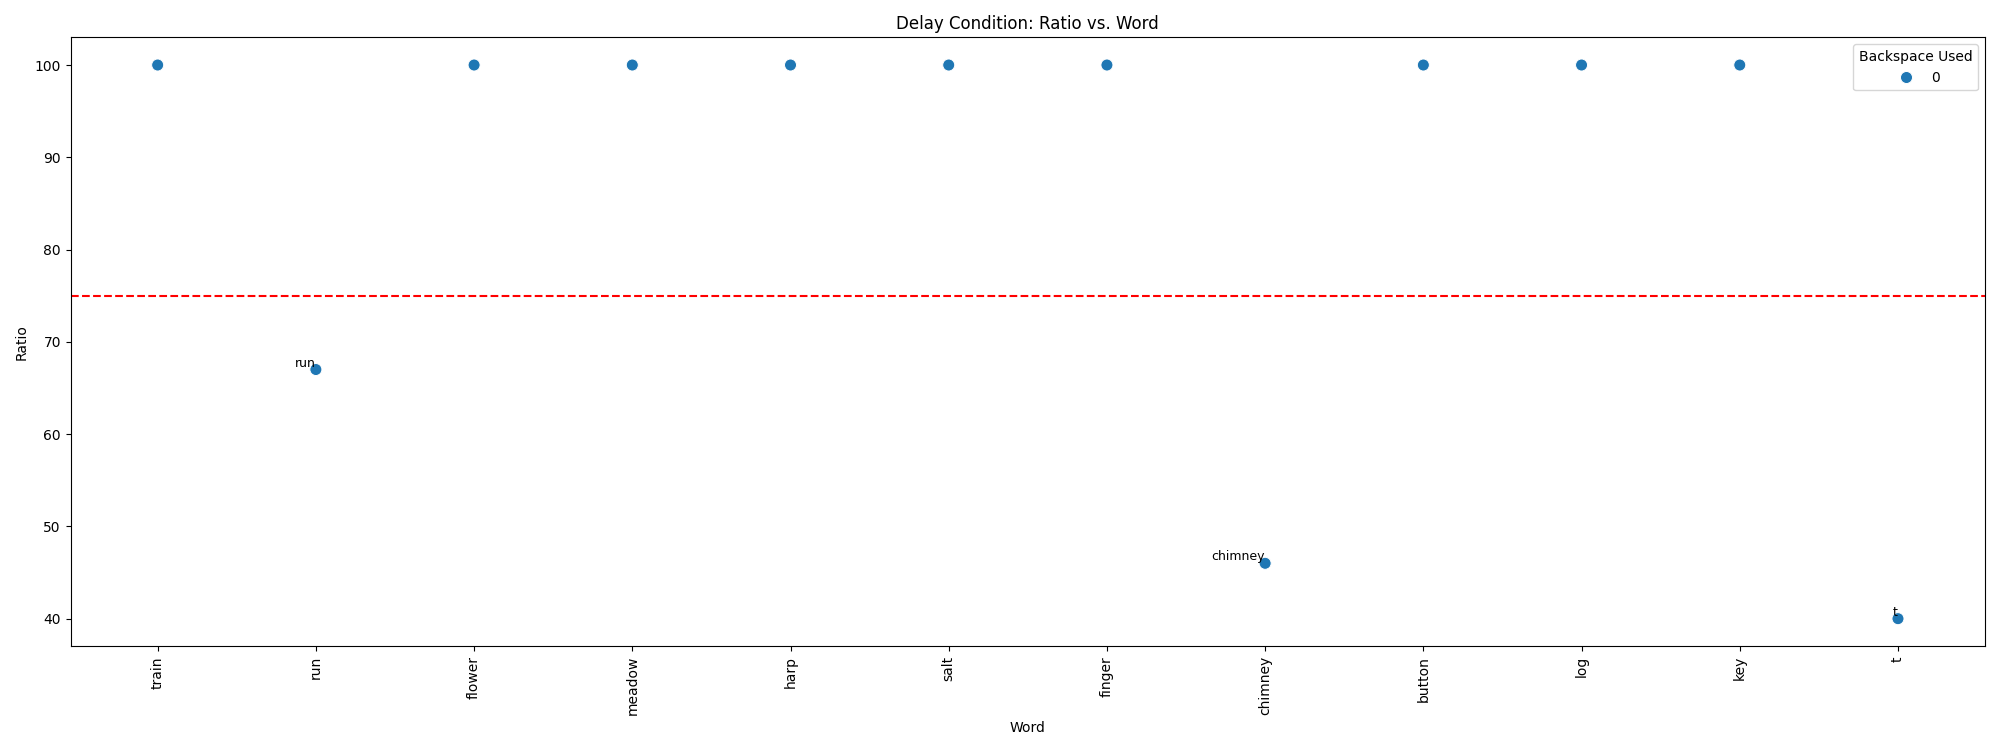 Delay Condition: Ratio vs. Word
Backspace Used
0
100
90
80
70
60
50
40
Ratio
run
chimney
t
train
run
flower
meadow
harp
salt
finger
chimney
button
log
key
t
Word